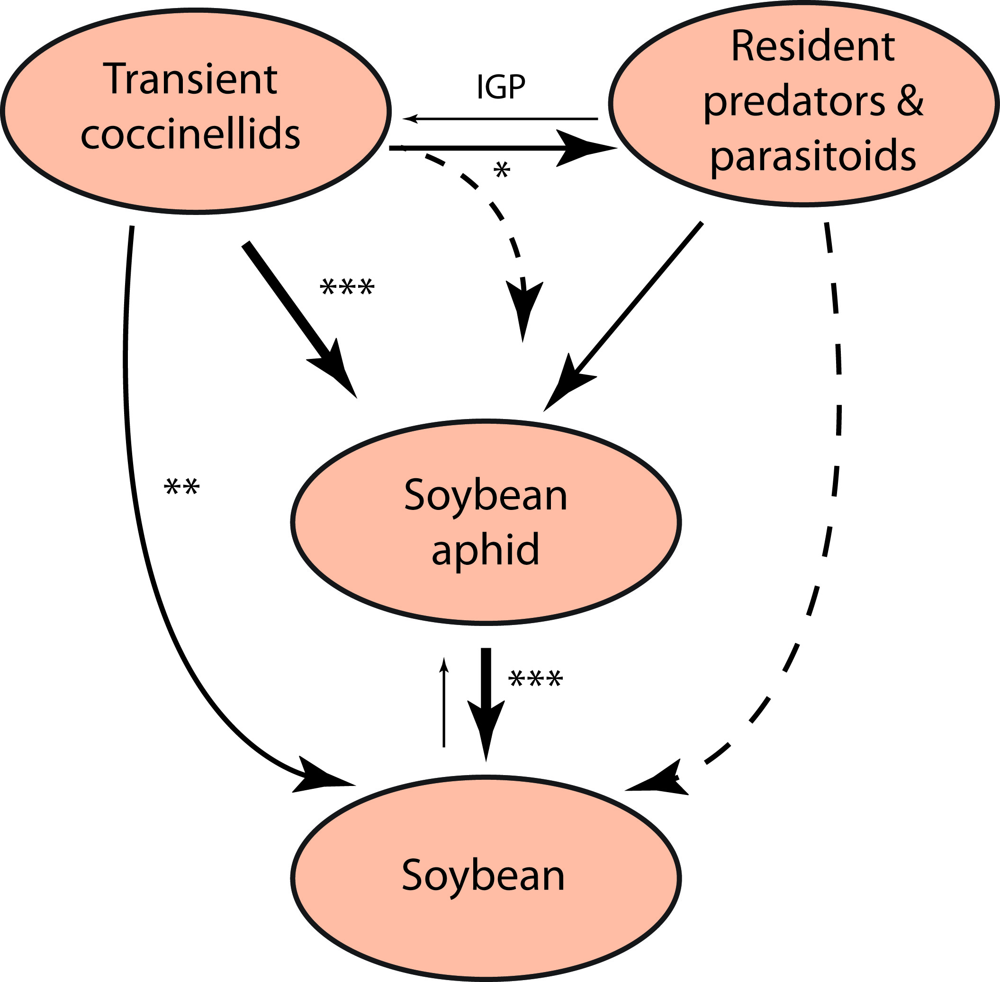 Transient
coccinellids
IGP
Resident
predators &
parasitoids
*
***
**
Soybean
aphid
***
Soybean